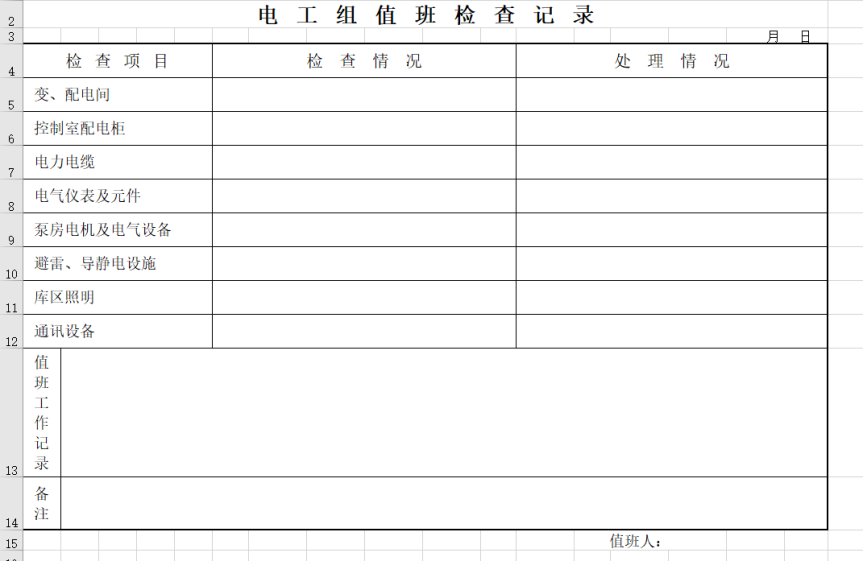 电工组值班检查记录
2
3 月 日
4 检查项目 检查情况 处理情况
5 变、配电间
6 控制室配电柜
7 电力电缆
8 电气仪表及元件
9 泵房电机及电气设备
10 避雷、导静电设施
11 库区照明
12 通讯设备
13 值班工作记录
14 备注
15 值班人：